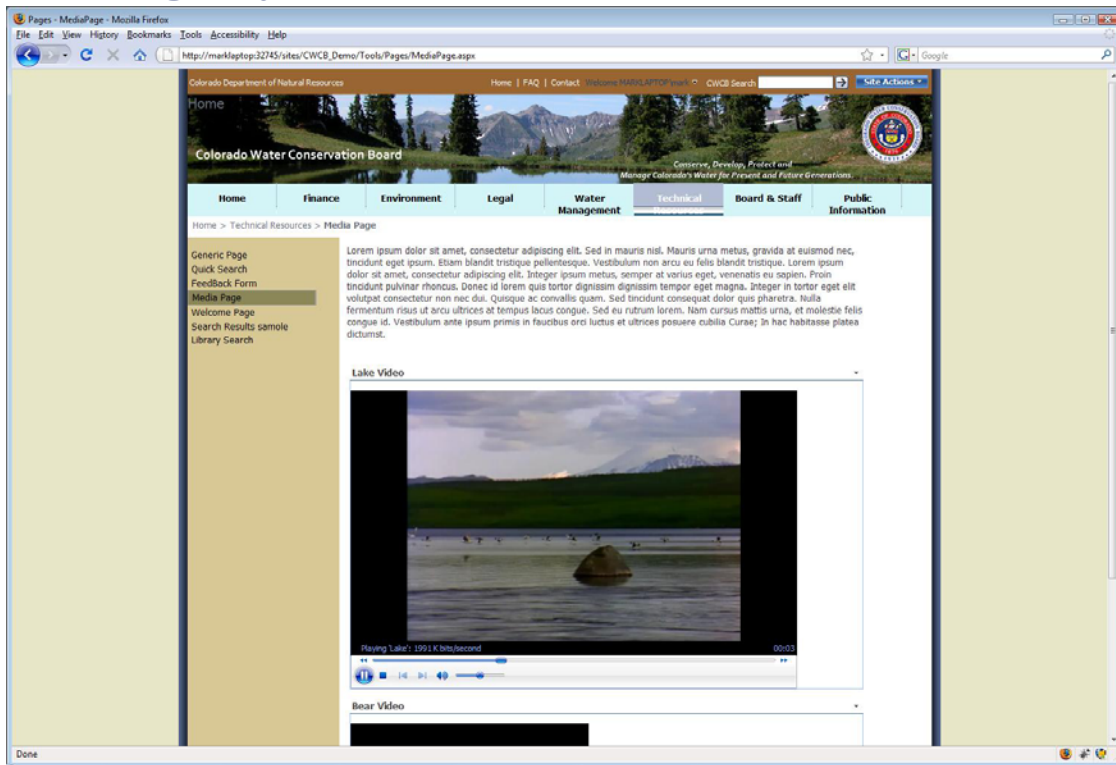 Pages - MediaPage - Mozilla Firefox
File Edit View History Bookmarks Tools Accessibility Help
http://marklaptop:32745/sites/CWCB_Demo/Tools/Pages/MediaPage.aspx
Google
Colorado Department of Natural Resources Home | FAQ | Contact Welcome MARKLAPTOP\mark CWCB Search Site Actions
Home
Colorado Water Conservation Board
Conserve, Develop, Protect and
Manage Colorado's Water for Present and Future Generations.
Home Finance Environment Legal Water Management Technical Board & Staff Public Information
Home > Technical Resources > Media Page
Generic Page
Quick Search
FeedBack Form
Media Page
Welcome Page
Search Results samole
Library Search
Lorem ipsum dolor sit amet, consectetur adipiscing elit. Sed in mauris nisl. Mauris urna metus, gravida at euismod nec,
tincidunt eget ipsum. Etiam blandit tristique pellentesque. Vestibulum non arcu eu felis blandit tristique. Lorem ipsum
dolor sit amet, consectetur adipiscing elit. Integer ipsum metus, semper at varius eget, venenatis eu sapien. Proin
tincidunt pulvinar rhoncus. Donec id lorem quis tortor dignissim dignissim tempor eget magna. Integer in tortor eget elit
volutpat consectetur non nec dui. Quisque ac convallis quam. Sed tincidunt consequat dolor quis pharetra. Nulla
fermentum risus ut arcu ultrices at tempus lacus congue. Sed eu rutrum lorem. Nam cursus mattis urna, et molestie felis
congue id. Vestibulum ante ipsum primis in faucibus orci luctus et ultrices posuere cubilia Curae; In hac habitasse platea
dictumst.
Lake Video
Playing 'Lake': 1991 K bits/second 00:03
Bear Video
Done